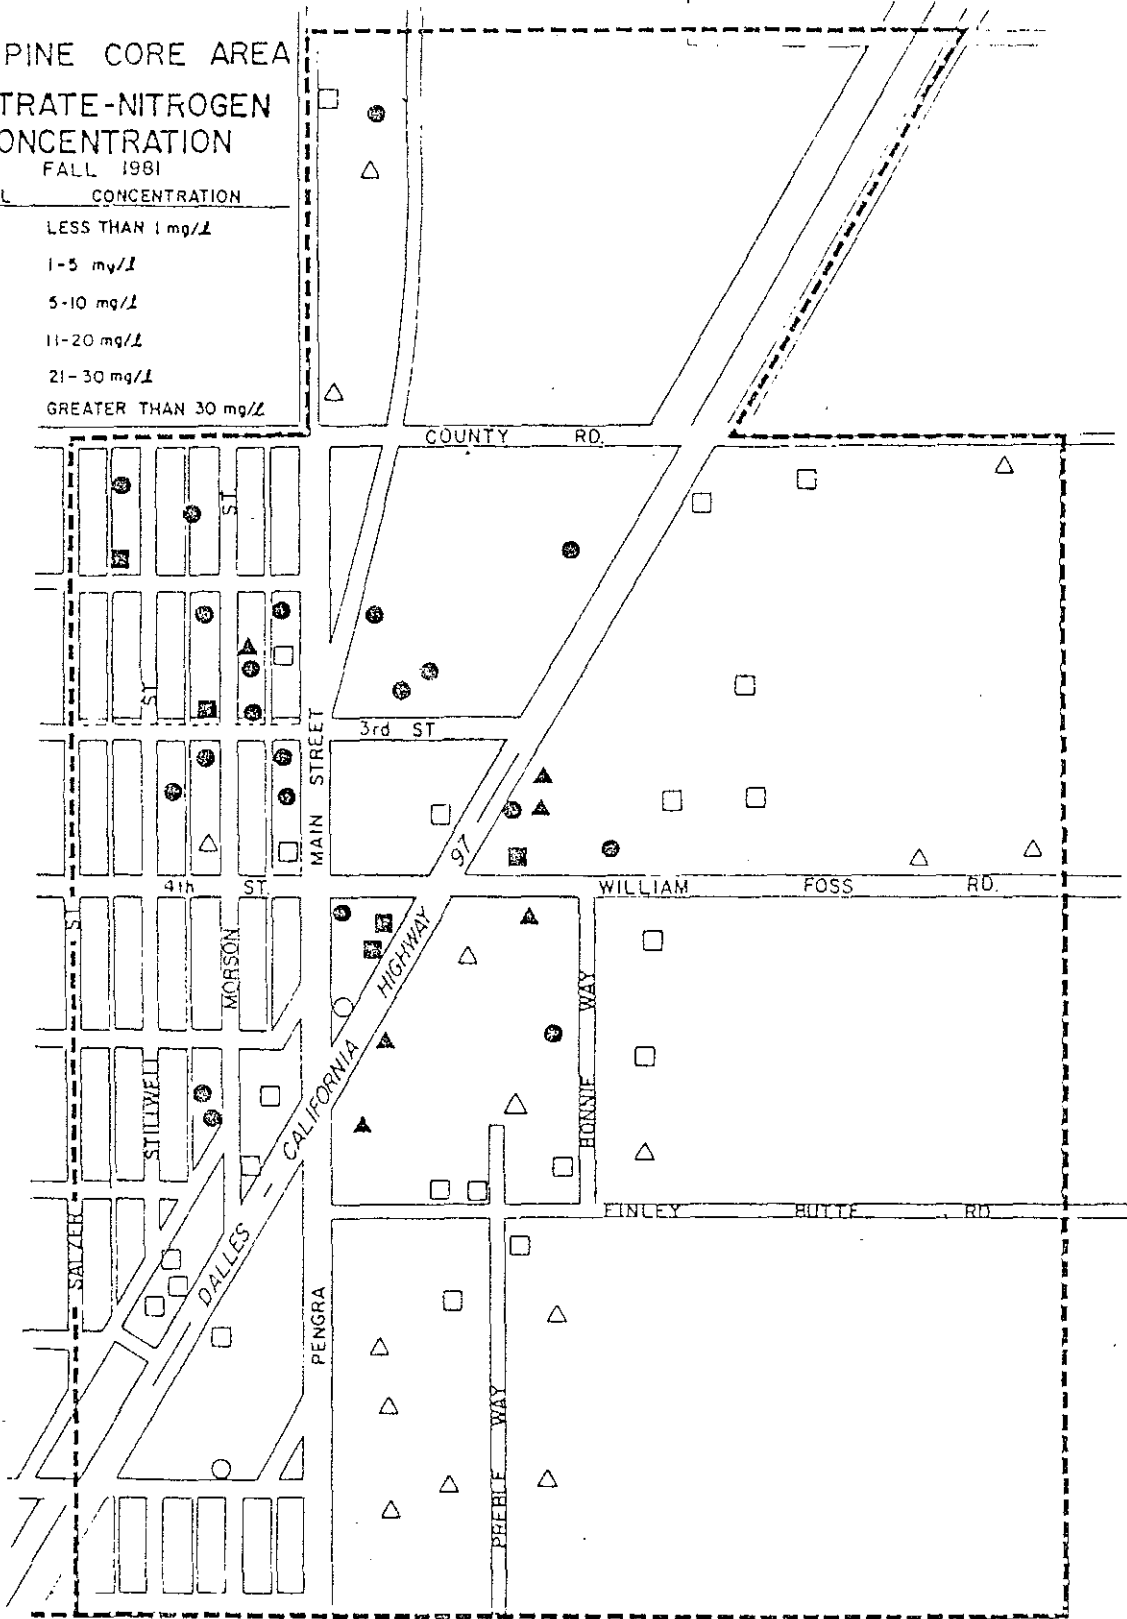 PINE CORE AREA
TRATE-NITROGEN
ONCENTRATION
FALL 1981
L CONCENTRATION
LESS THAN 1 mg/l
1-5 my/l
5-10 mg/l
11-20 mg/l
21-30 mg/l
GREATER THAN 30 mg/l
COUNTY RD.
ST.
ST.
3rd ST
MAIN STREET
97
4th ST.
WILLIAM FOSS RD.
ST.
MORSON
HIGHWAY
BONNIE WAY
CALIFORNIA
STILLWELL
FINLEY BUTTE RD
SALZER
DALLES -
PENGRA
PREBLE WAY